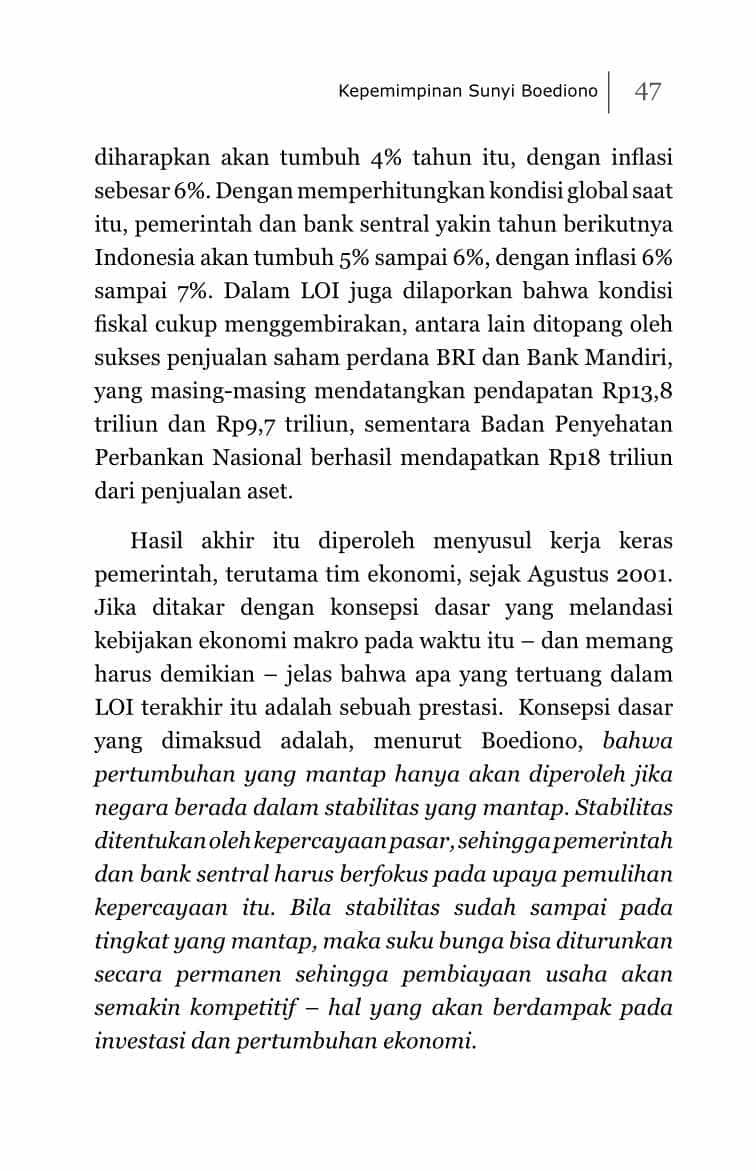 Kepemimpinan Sunyi Boediono 47
diharapkan akan tumbuh 4% tahun itu, dengan inflasi
sebesar 6%. Dengan memperhitungkan kondisi global saat
itu, pemerintah dan bank sentral yakin tahun berikutnya
Indonesia akan tumbuh 5% sampai 6%, dengan inflasi 6%
sampai 7%. Dalam LOI juga dilaporkan bahwa kondisi
fiskal cukup menggembirakan, antara lain ditopang oleh
sukses penjualan saham perdana BRI dan Bank Mandiri,
yang masing-masing mendatangkan pendapatan Rp13,8
triliun dan Rp9,7 triliun, sementara Badan Penyehatan
Perbankan Nasional berhasil mendapatkan Rp18 triliun
dari penjualan aset.
Hasil akhir itu diperoleh menyusul kerja keras
pemerintah, terutama tim ekonomi, sejak Agustus 2001.
Jika ditakar dengan konsepsi dasar yang melandasi
kebijakan ekonomi makro pada waktu itu – dan memang
harus demikian – jelas bahwa apa yang tertuang dalam
LOI terakhir itu adalah sebuah prestasi. Konsepsi dasar
yang dimaksud adalah, menurut Boediono, bahwa
pertumbuhan yang mantap hanya akan diperoleh jika
negara berada dalam stabilitas yang mantap. Stabilitas
ditentukan oleh kepercayaan pasar, sehingga pemerintah
dan bank sentral harus berfokus pada upaya pemulihan
kepercayaan itu. Bila stabilitas sudah sampai pada
tingkat yang mantap, maka suku bunga bisa diturunkan
secara permanen sehingga pembiayaan usaha akan
semakin kompetitif – hal yang akan berdampak pada
investasi dan pertumbuhan ekonomi.